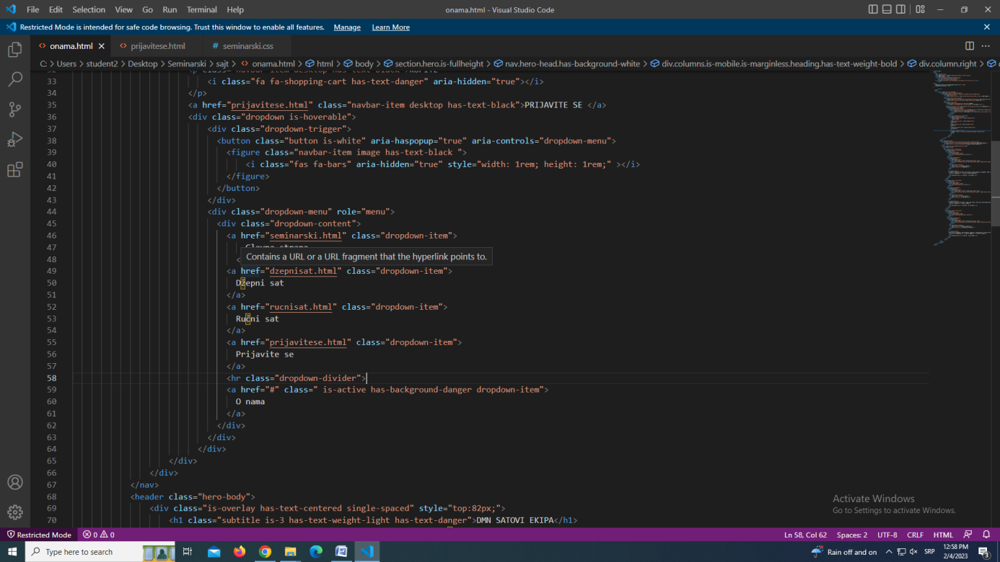 File Edit Selection View Go Run Terminal Help onama.html - Visual Studio Code
Restricted Mode is intended for safe code browsing. Trust this window to enable all features. Manage Learn More
onama.html prijavitese.html # seminarski.css
C: > Users > student2 > Desktop > Seminarski > sajt > onama.html > html > body > section.hero.is-fullheight > nav.hero-head.has-background-white > div.columns.is-mobile.is-marginless.heading.has-text-weight-bold > div.column.right >
33 <i class="fa fa-shopping-cart has-text-danger" aria-hidden="true"></i>
34 </p>
35 <a href="prijavitese.html" class="navbar-item desktop has-text-black">PRIJAVITE SE </a>
36 <div class="dropdown is-hoverable">
37 <div class="dropdown-trigger">
38 <button class="button is-white" aria-haspopup="true" aria-controls="dropdown-menu">
39 <figure class="navbar-item image has-text-black ">
40 <i class="fas fa-bars" aria-hidden="true" style="width: 1rem; height: 1rem;" ></i>
41 </figure>
42 </button>
43 </div>
44 <div class="dropdown-menu" role="menu">
45 <div class="dropdown-content">
46 <a href="seminarski.html" class="dropdown-item">
47
48 Contains a URL or a URL fragment that the hyperlink points to.
49 <a href="dzepnisat.html" class="dropdown-item">
50 Džepni sat
51 </a>
52 <a href="rucnisat.html" class="dropdown-item">
53 Ručni sat
54 </a>
55 <a href="prijavitese.html" class="dropdown-item">
56 Prijavite se
57 </a>
58 <hr class="dropdown-divider">
59 <a href="#" class=" is-active has-background-danger dropdown-item">
60 O nama
61 </a>
62 </div>
63 </div>
64 </div>
65 </div>
66 </div>
67 </nav>
68 <header class="hero-body">
69 <div class="is-overlay has-text-centered single-spaced" style="top:82px;">
70 <h1 class="subtitle is-3 has-text-weight-light has-text-danger">DMN SATOVI EKIPA</h1>
Activate Windows
Go to Settings to activate Windows.
Restricted Mode 0 0 Ln 58, Col 62 Spaces: 2 UTF-8 CRLF HTML
Type here to search Rain off and on SRP 12:58 PM 2/4/2023 3